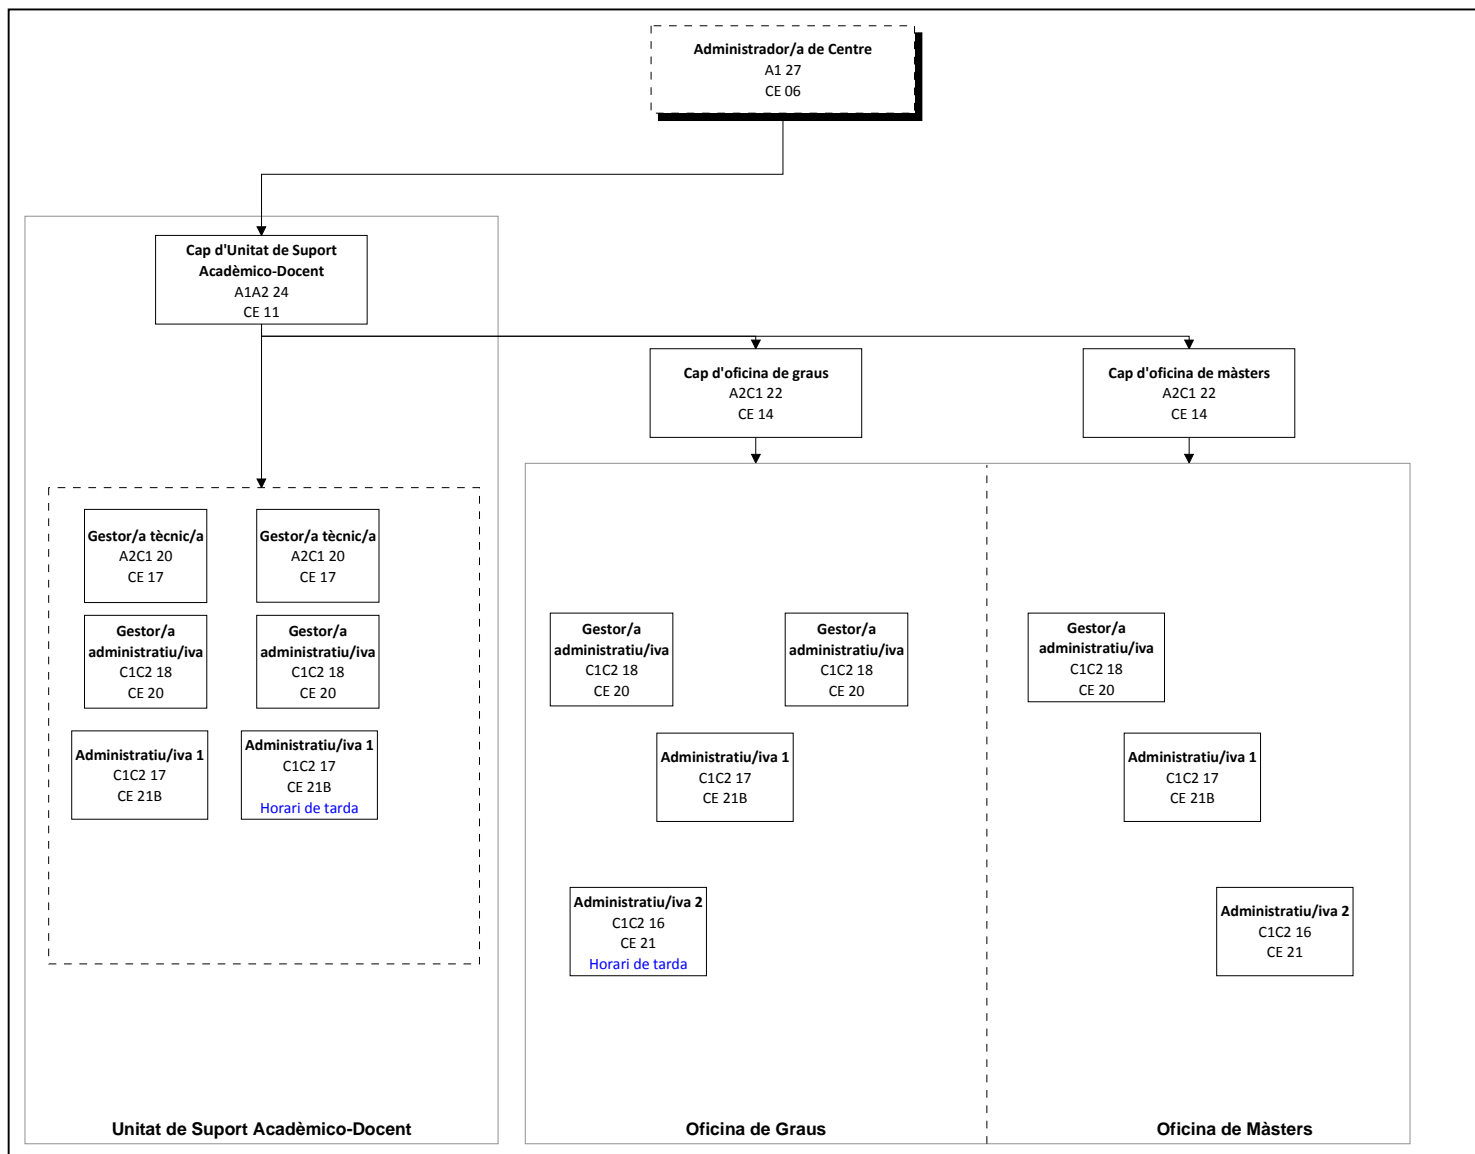 Administrador/a de Centre
A1 27
CE 06
Cap d'Unitat de Suport
Acadèmico-Docent
A1A2 24
CE 11
Cap d'oficina de graus
A2C1 22
CE 14
Cap d'oficina de màsters
A2C1 22
CE 14
Gestor/a tècnic/a
A2C1 20
CE 17
Gestor/a tècnic/a
A2C1 20
CE 17
Gestor/a
administratiu/iva
C1C2 18
CE 20
Gestor/a
administratiu/iva
C1C2 18
CE 20
Administratiu/iva 1
C1C2 17
CE 21B
Administratiu/iva 1
C1C2 17
CE 21B
Horari de tarda
Gestor/a
administratiu/iva
C1C2 18
CE 20
Gestor/a
administratiu/iva
C1C2 18
CE 20
Administratiu/iva 1
C1C2 17
CE 21B
Administratiu/iva 2
C1C2 16
CE 21
Horari de tarda
Gestor/a
administratiu/iva
C1C2 18
CE 20
Administratiu/iva 1
C1C2 17
CE 21B
Administratiu/iva 2
C1C2 16
CE 21
Unitat de Suport Acadèmico-Docent
Oficina de Graus
Oficina de Màsters